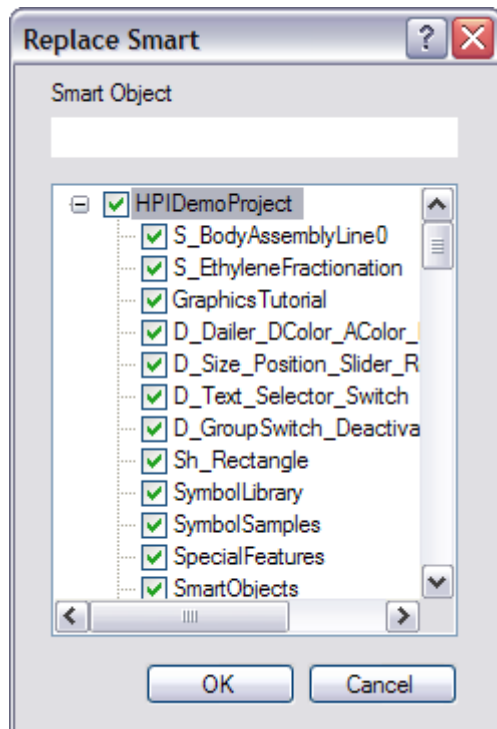 Replace Smart
Smart Object
HPIDemoProject
S_BodyAssemblyLine0
S_EthyleneFractionation
GraphicsTutorial
D_Dailer_DColor_AColor_
D_Size_Position_Slider_R
D_Text_Selector_Switch
D_GroupSwitch_Deactiva
Sh_Rectangle
SymbolLibrary
SymbolSamples
SpecialFeatures
SmartObjects
OK Cancel